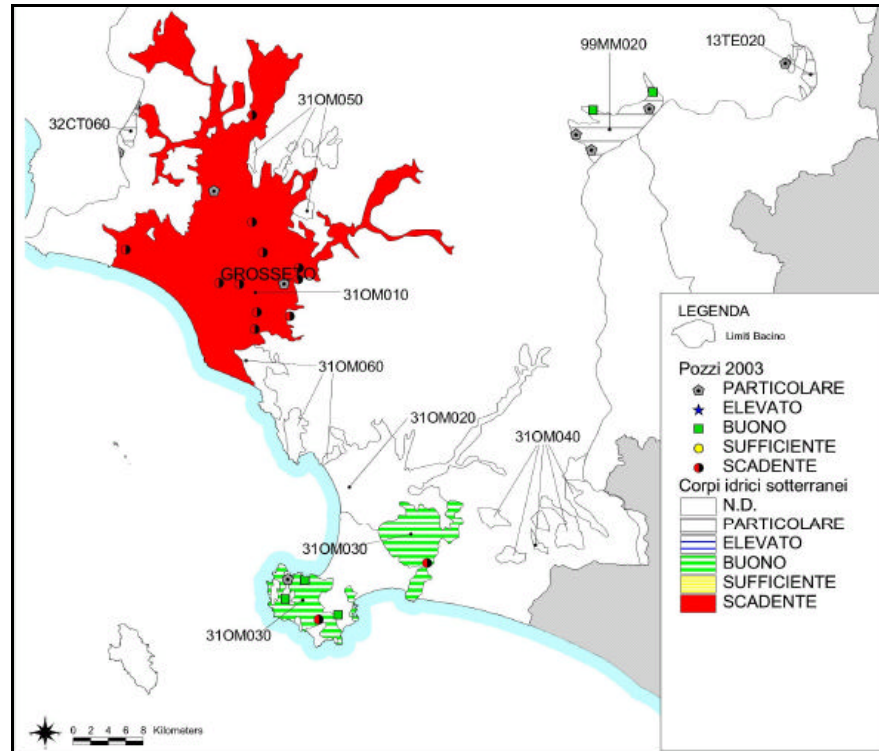 99MM020
13TE020
31OM050
32CT060
GROSSETO
31OM010
31OM060
31OM020
31OM040
31OM030
31OM030
LEGENDA
Limiti Bacino
Pozzi 2003
PARTICOLARE
ELEVATO
BUONO
SUFFICIENTE
SCADENTE
Corpi idrici sotterranei
N.D.
PARTICOLARE
ELEVATO
BUONO
SUFFICIENTE
SCADENTE
0 2 4 6 8 Kilometers